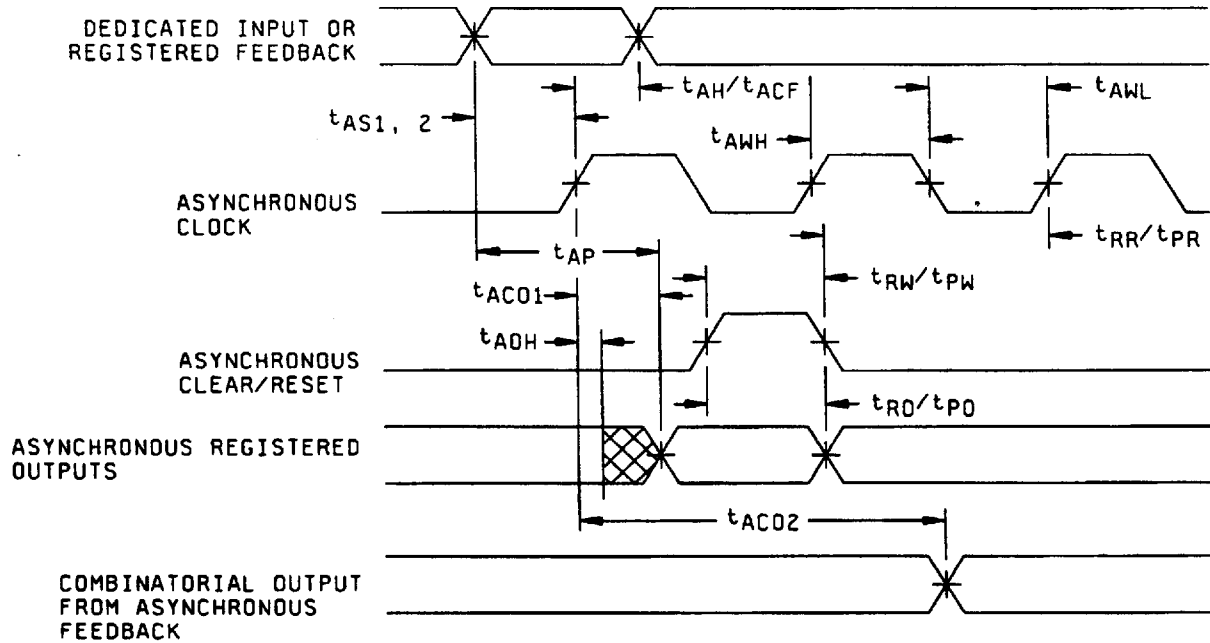 DEDICATED INPUT OR
REGISTERED FEEDBACK
tAH/tACF
tAWL
tAS1, 2
tAWH
ASYNCHRONOUS
CLOCK
tRR/tPR
tAP
tRW/tPW
tACO1
tAOH
ASYNCHRONOUS
CLEAR/RESET
tRO/tPO
ASYNCHRONOUS REGISTERED
OUTPUTS
tACO2
COMBINATORIAL OUTPUT
FROM ASYNCHRONOUS
FEEDBACK